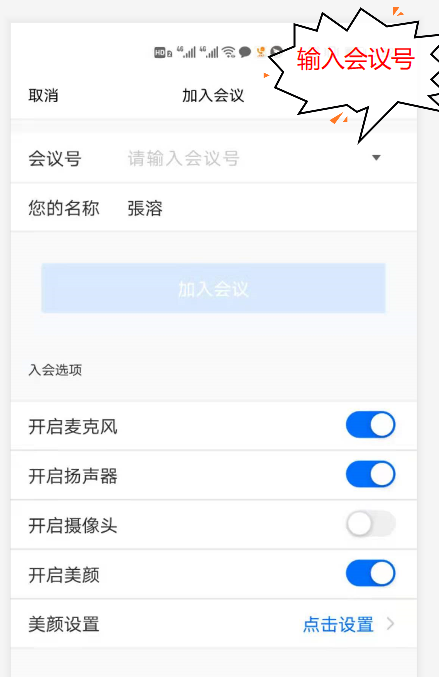 输入会议号
取消 加入会议
会议号 请输入会议号
您的名称 張溶
加入会议
入会选项
开启麦克风
开启扬声器
开启摄像头
开启美颜
美颜设置 点击设置